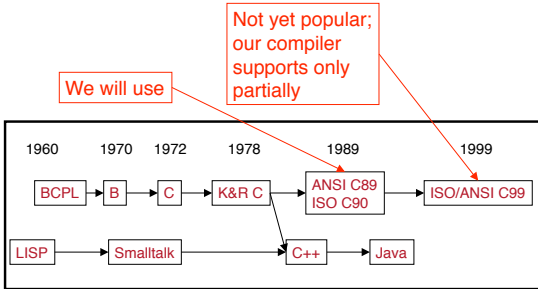 Not yet popular;
our compiler
supports only
partially
We will use
1960 1970 1972 1978 1989 1999
BCPL B C K&R C ANSI C89 ISO/ANSI C99
ISO C90
LISP Smalltalk C++ Java